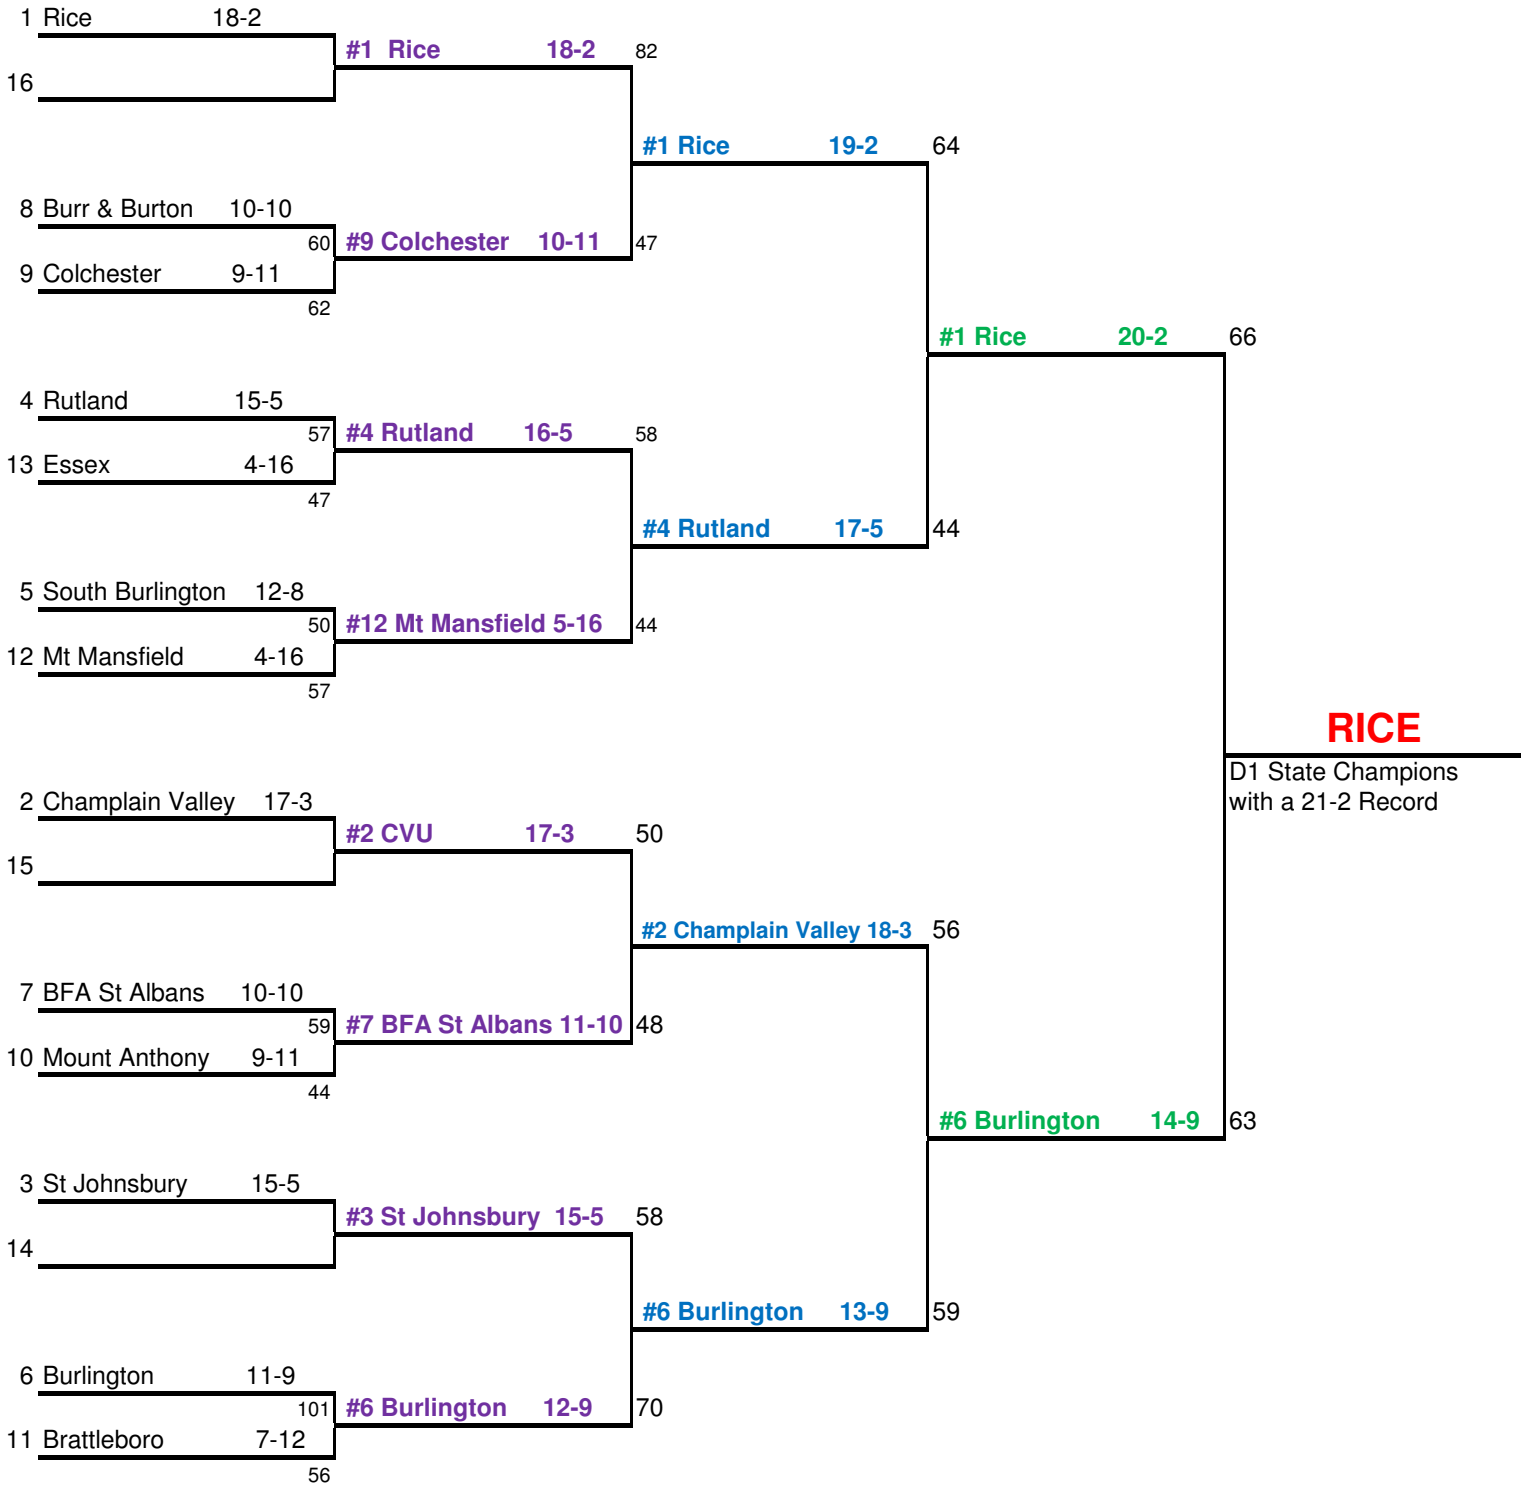 1 Rice 18-2
#1 Rice 18-2 82
16
#1 Rice 19-2 64
8 Burr & Burton 10-10
60 #9 Colchester 10-11 47
9 Colchester 9-11
62
#1 Rice 20-2 66
4 Rutland 15-5
57 #4 Rutland 16-5 58
13 Essex 4-16
47
#4 Rutland 17-5 44
5 South Burlington 12-8
50 #12 Mt Mansfield 5-16 44
12 Mt Mansfield 4-16
57
RICE
D1 State Champions
with a 21-2 Record
2 Champlain Valley 17-3
#2 CVU 17-3 50
15
#2 Champlain Valley 18-3 56
7 BFA St Albans 10-10
59 #7 BFA St Albans 11-10 48
10 Mount Anthony 9-11
44
#6 Burlington 14-9 63
3 St Johnsbury 15-5
#3 St Johnsbury 15-5 58
14
#6 Burlington 13-9 59
6 Burlington 11-9
101 #6 Burlington 12-9 70
11 Brattleboro 7-12
56